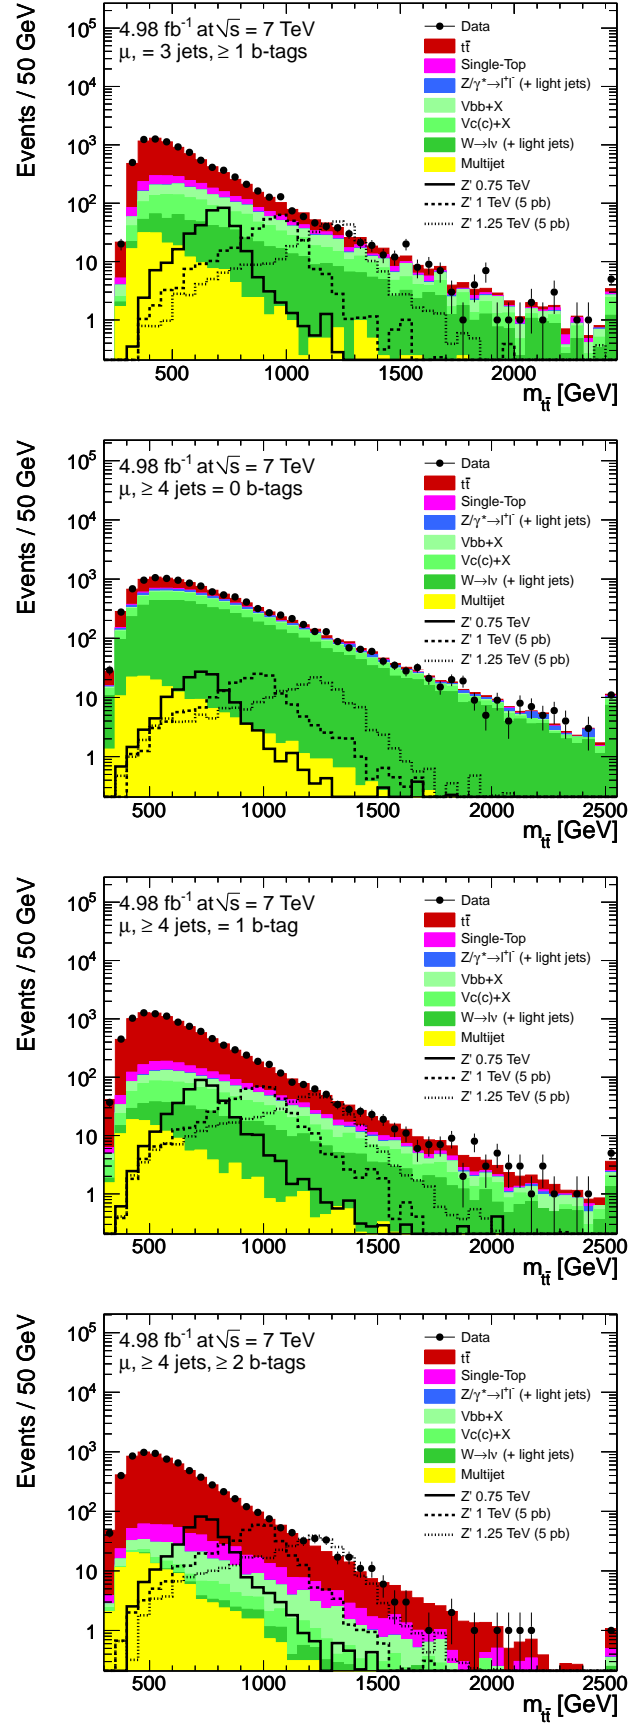 4.98 fb⁻¹ at √s = 7 TeV
μ, = 3 jets, ≥ 1 b-tags
Data
tt̄
Single-Top
Z/γ*→l⁺l⁻ (+ light jets)
Vbb+X
Vc(c)+X
W→lν (+ light jets)
Multijet
Z' 0.75 TeV
Z' 1 TeV (5 pb)
Z' 1.25 TeV (5 pb)
Events / 50 GeV
10⁵
10⁴
10³
10²
10
1
500 1000 1500 2000
m_tt̄ [GeV]
4.98 fb⁻¹ at √s = 7 TeV
μ, ≥ 4 jets = 0 b-tags
Data
tt̄
Single-Top
Z/γ*→l⁺l⁻ (+ light jets)
Vbb+X
Vc(c)+X
W→lν (+ light jets)
Multijet
Z' 0.75 TeV
Z' 1 TeV (5 pb)
Z' 1.25 TeV (5 pb)
Events / 50 GeV
10⁵
10⁴
10³
10²
10
1
500 1000 1500 2000 2500
m_tt̄ [GeV]
4.98 fb⁻¹ at √s = 7 TeV
μ, ≥ 4 jets, = 1 b-tag
Data
tt̄
Single-Top
Z/γ*→l⁺l⁻ (+ light jets)
Vbb+X
Vc(c)+X
W→lν (+ light jets)
Multijet
Z' 0.75 TeV
Z' 1 TeV (5 pb)
Z' 1.25 TeV (5 pb)
Events / 50 GeV
10⁵
10⁴
10³
10²
10
1
500 1000 1500 2000 2500
m_tt̄ [GeV]
4.98 fb⁻¹ at √s = 7 TeV
μ, ≥ 4 jets, ≥ 2 b-tags
Data
tt̄
Single-Top
Z/γ*→l⁺l⁻ (+ light jets)
Vbb+X
Vc(c)+X
W→lν (+ light jets)
Multijet
Z' 0.75 TeV
Z' 1 TeV (5 pb)
Z' 1.25 TeV (5 pb)
Events / 50 GeV
10⁵
10⁴
10³
10²
10
1
500 1000 1500 2000 2500
m_tt̄ [GeV]